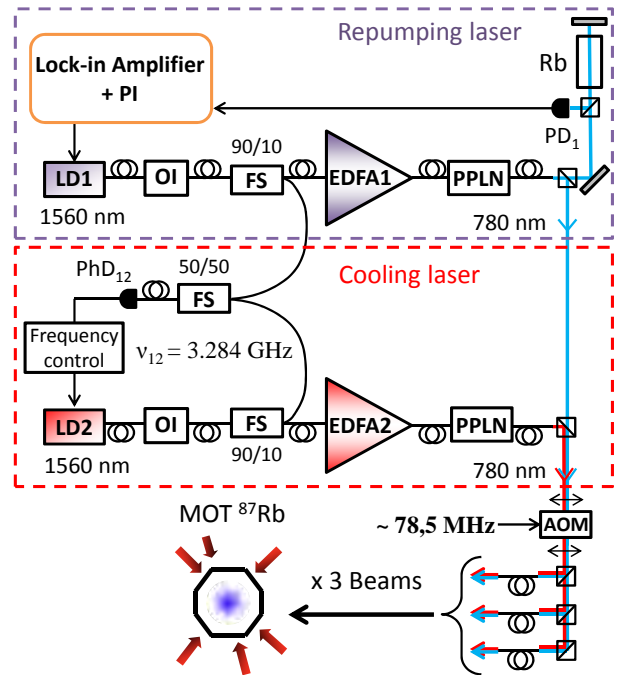 Repumping laser
Lock-in Amplifier
+ PI
Rb
PD1
90/10
LD1
OI
FS
EDFA1
PPLN
1560 nm
780 nm
Cooling laser
PhD12
50/50
FS
Frequency
control
ν12 = 3.284 GHz
LD2
OI
FS
EDFA2
PPLN
1560 nm
90/10
780 nm
MOT 87Rb
~ 78,5 MHz
AOM
x 3 Beams